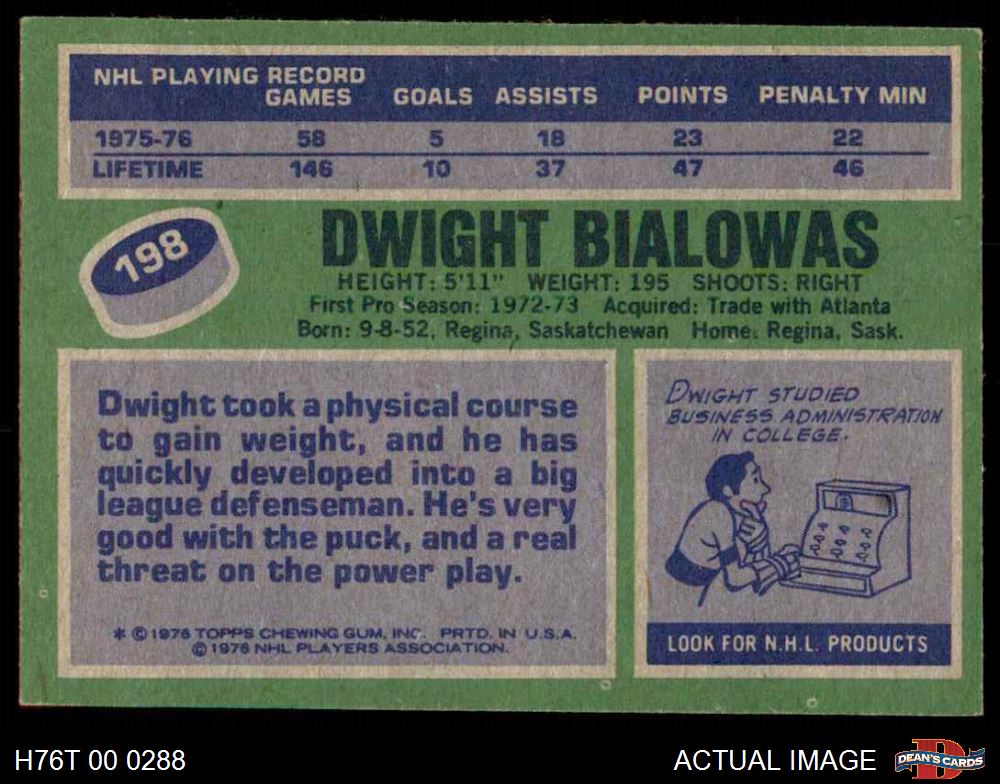 NHL PLAYING RECORD
GAMES GOALS ASSISTS POINTS PENALTY MIN
1975-76 58 5 18 23 22
LIFETIME 146 10 37 47 46
198
DWIGHT BIALOWAS
HEIGHT: 5'11" WEIGHT: 195 SHOOTS: RIGHT
First Pro Season: 1972-73 Acquired: Trade with Atlanta
Born: 9-8-52, Regina, Saskatchewan Home: Regina, Sask.
Dwight took a physical course
to gain weight, and he has
quickly developed into a big
league defenseman. He's very
good with the puck, and a real
threat on the power play.
* © 1976 TOPPS CHEWING GUM, INC. PRTD. IN U.S.A.
© 1976 NHL PLAYERS ASSOCIATION.
DWIGHT STUDIED
BUSINESS ADMINISTRATION
IN COLLEGE.
LOOK FOR N.H.L. PRODUCTS
H76T 00 0288
ACTUAL IMAGE
D
DEAN'S CARDS